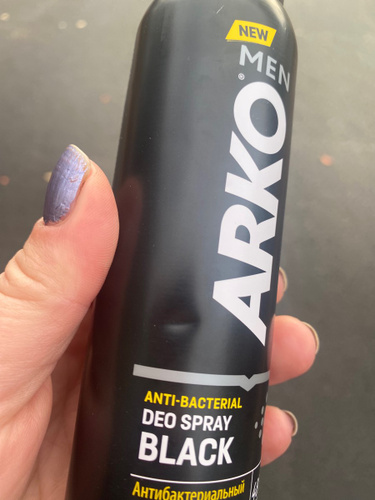 NEW
MEN
ARKO®
ANTI-BACTERIAL
DEO SPRAY
BLACK
Антибактериальный